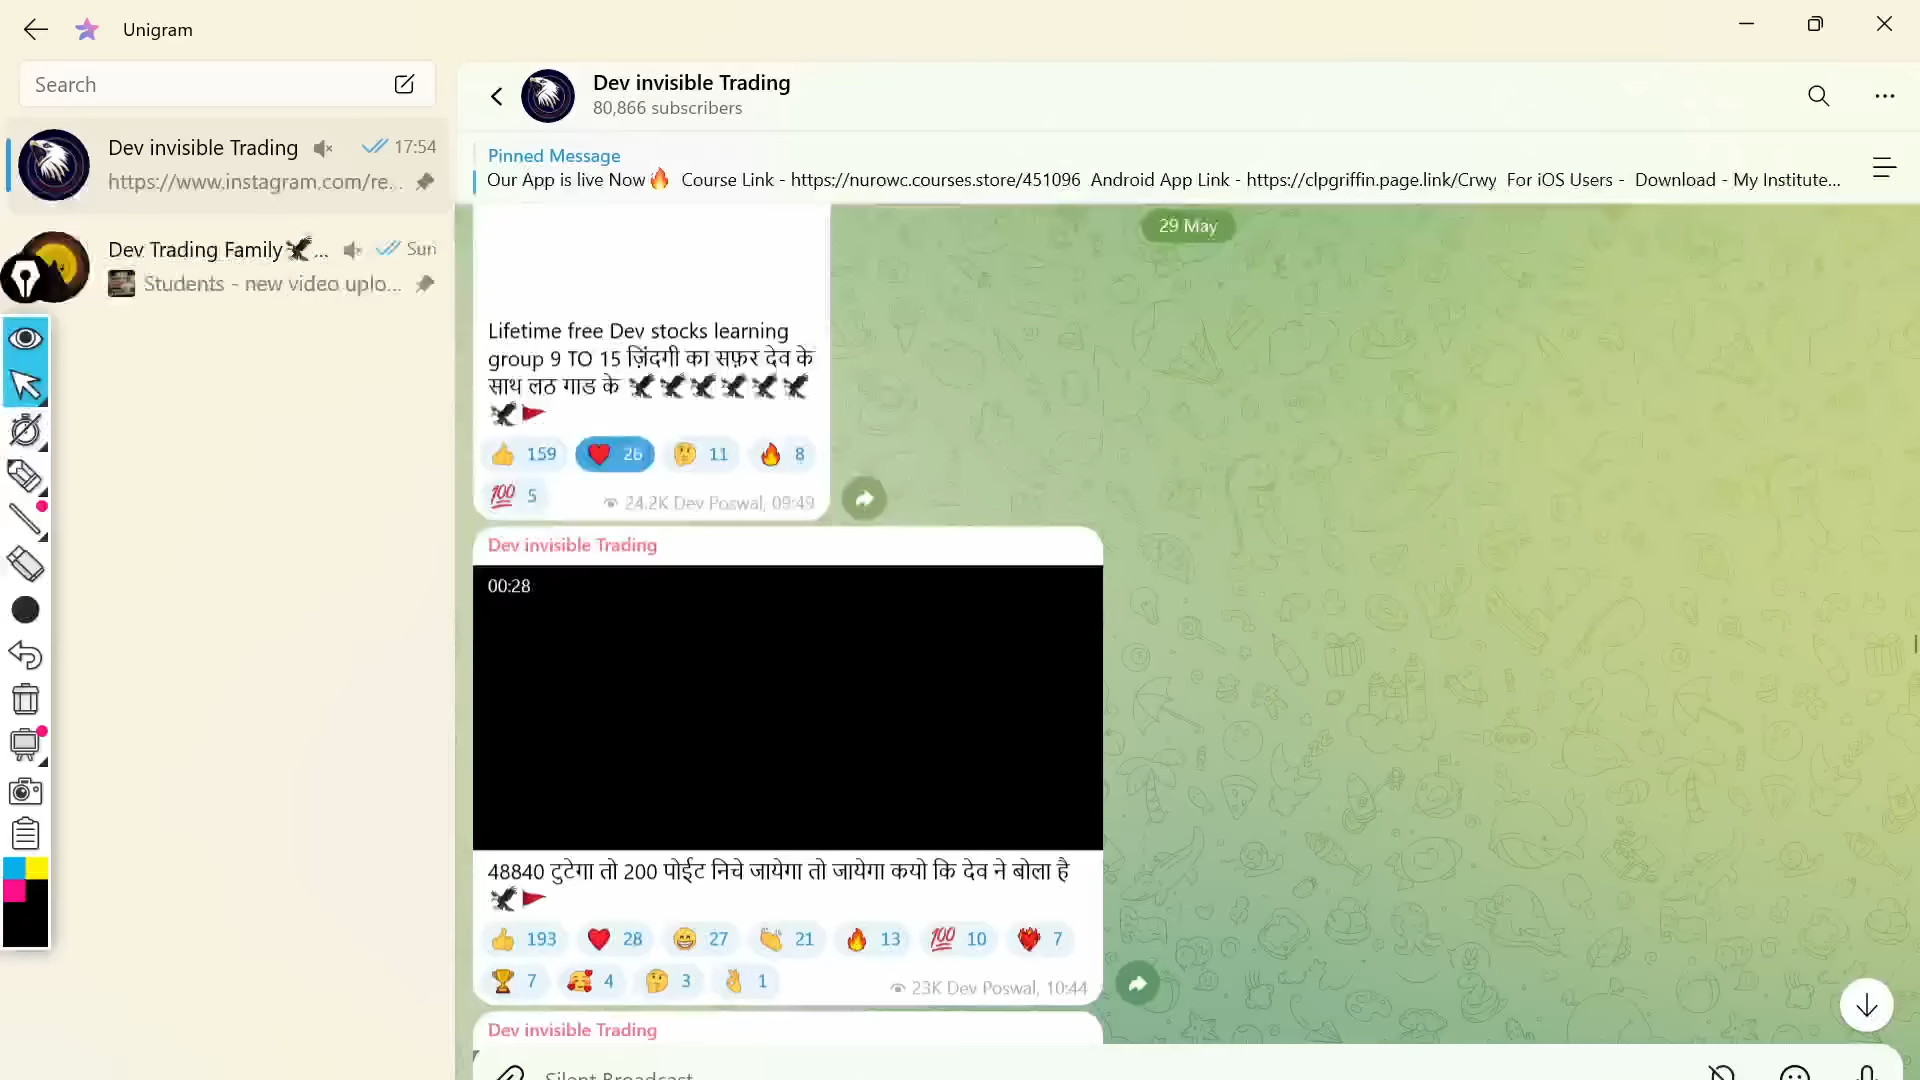 Unigram
Search
Dev invisible Trading 17:54
https://www.instagram.com/re...
Dev Trading Family🦅... Sun
Students - new video uplo...
Dev invisible Trading
80,866 subscribers
Pinned Message
Our App is live Now🔥 Course Link - https://nurowc.courses.store/451096 Android App Link - https://clpgriffin.page.link/Crwy For iOS Users - Download - My Institute...
29 May
Lifetime free Dev stocks learning
group 9 TO 15 ज़िंदगी का सफ़र देव के
साथ लठ गाड के 🦅🦅🦅🦅🦅🦅
🦅🚩
👍 159 ❤️ 26 🤔 11 🔥 8
💯 5 24.2K Dev Poswal, 09:49
Dev invisible Trading
00:28
48840 टुटेगा तो 200 पोईट निचे जायेगा तो जायेगा कयो कि देव ने बोला है
🦅🚩
👍 193 ❤️ 28 😁 27 👏 21 🔥 13 💯 10 ❤️‍🔥 7
🏆 7 🥰 4 🤔 3 👌 1 23K Dev Poswal, 10:44
Dev invisible Trading
Silent Broadcast